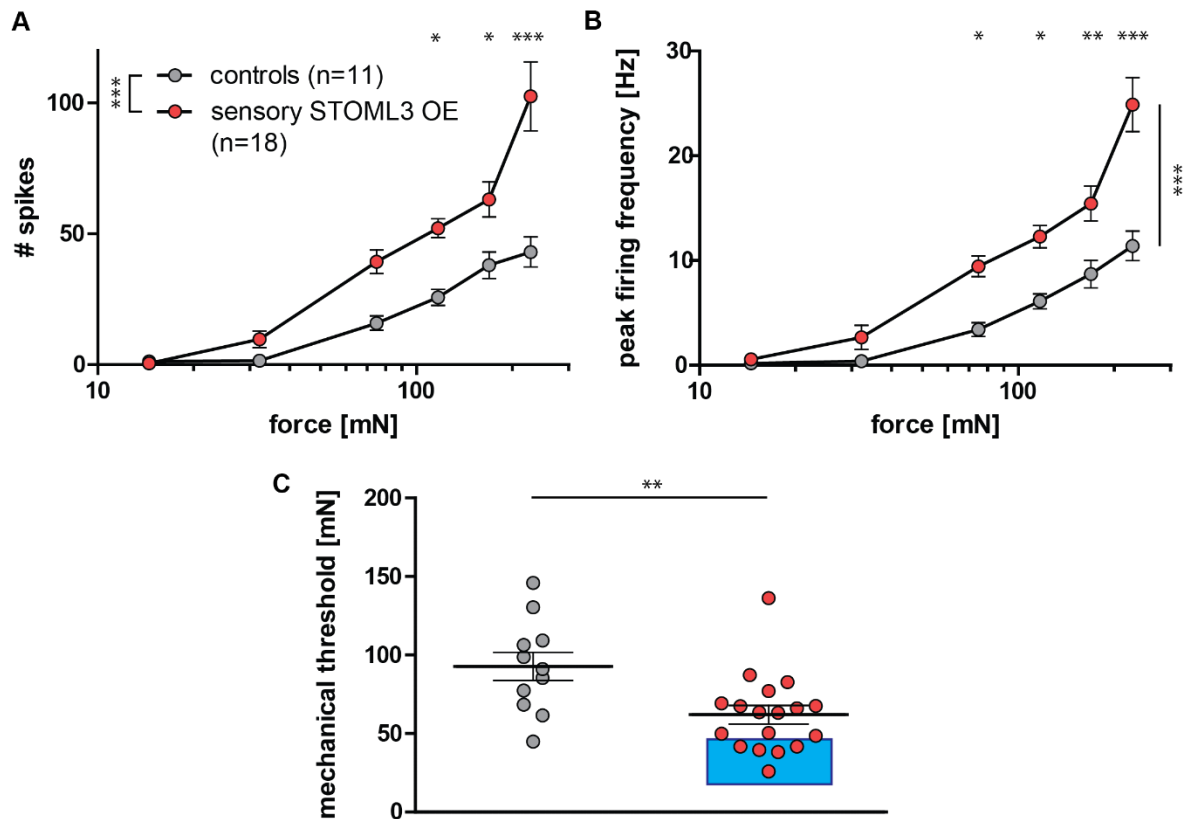 A
* * ***
controls (n=11)
sensory STOML3 OE
(n=18)
***
# spikes
100
50
0
10 100
force [mN]
B
* * ** ***
peak firing frequency [Hz]
30
20
10
0
***
10 100
force [mN]
C
**
mechanical threshold [mN]
200
150
100
50
0